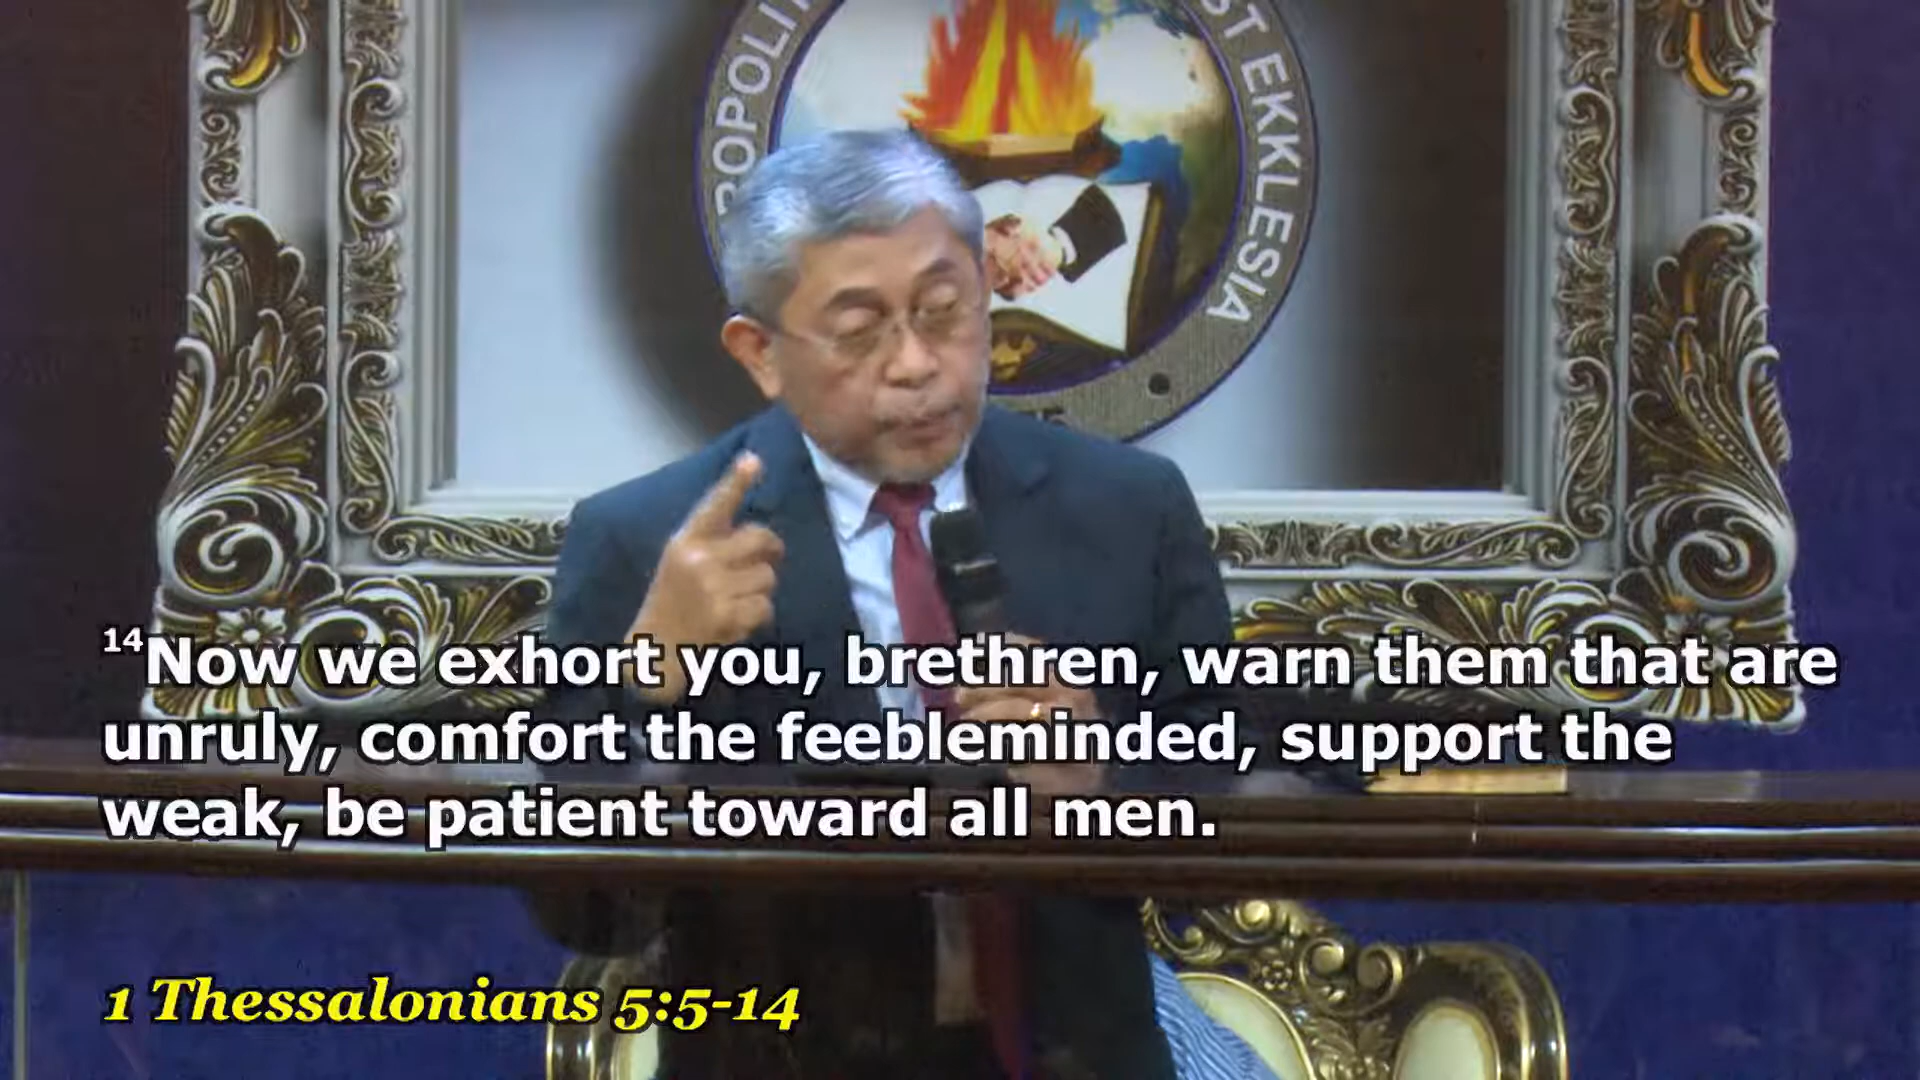 EKKLESIA
¹⁴Now we exhort you, brethren, warn them that are
unruly, comfort the feebleminded, support the
weak, be patient toward all men.
1 Thessalonians 5:5-14